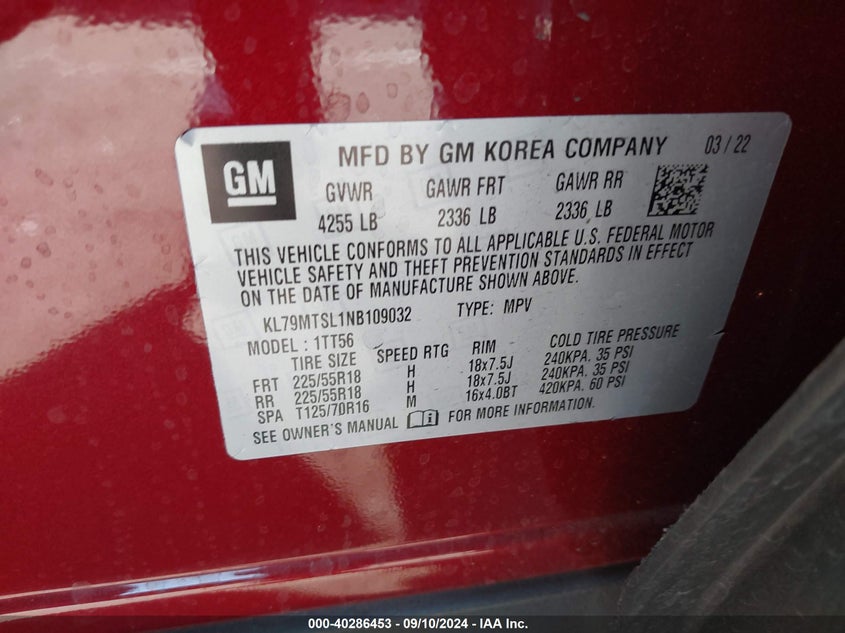 GM
MFD BY GM KOREA COMPANY 03/22
GVWR GAWR FRT GAWR RR
4255 LB 2336 LB 2336 LB
THIS VEHICLE CONFORMS TO ALL APPLICABLE U.S. FEDERAL MOTOR
VEHICLE SAFETY AND THEFT PREVENTION STANDARDS IN EFFECT
ON THE DATE OF MANUFACTURE SHOWN ABOVE.
KL79MTSL1NB109032 TYPE: MPV
MODEL: 1TT56
TIRE SIZE SPEED RTG RIM COLD TIRE PRESSURE
FRT 225/55R18 H 18x7.5J 240KPA, 35 PSI
RR 225/55R18 H 18x7.5J 240KPA, 35 PSI
SPA T125/70R16 M 16x4.0BT 420KPA, 60 PSI
SEE OWNER'S MANUAL FOR MORE INFORMATION.
000-40286453 - 09/10/2024 - IAA Inc.